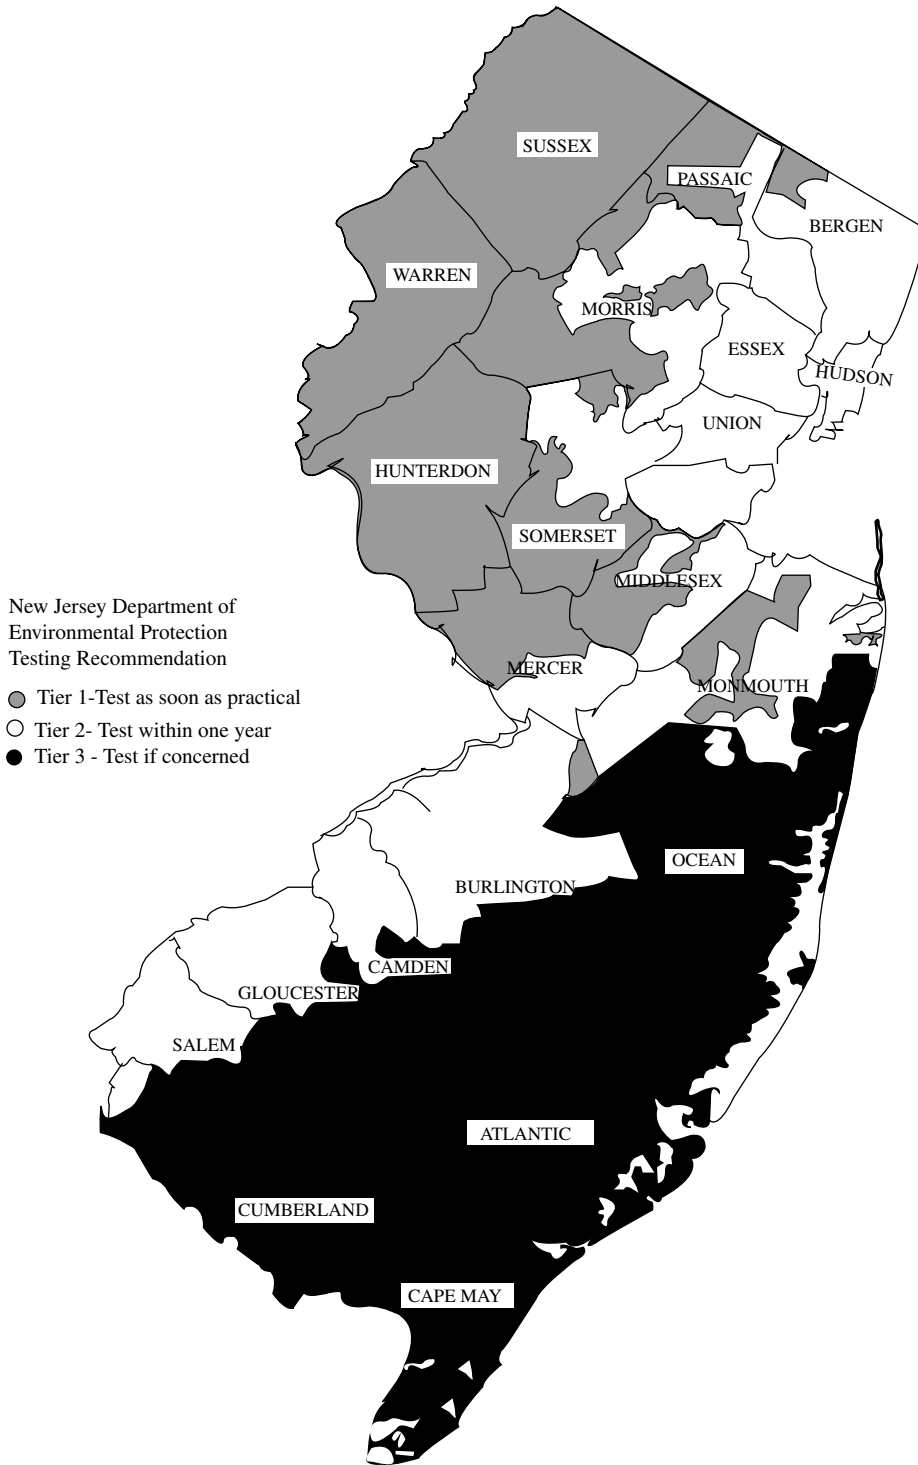 SUSSEX
PASSAIC
BERGEN
WARREN
MORRIS
ESSEX
HUDSON
UNION
HUNTERDON
SOMERSET
MIDDLESEX
New Jersey Department of
Environmental Protection
Testing Recommendation
MERCER
MONMOUTH
Tier 1-Test as soon as practical
Tier 2- Test within one year
Tier 3 - Test if concerned
OCEAN
BURLINGTON
CAMDEN
GLOUCESTER
SALEM
ATLANTIC
CUMBERLAND
CAPE MAY